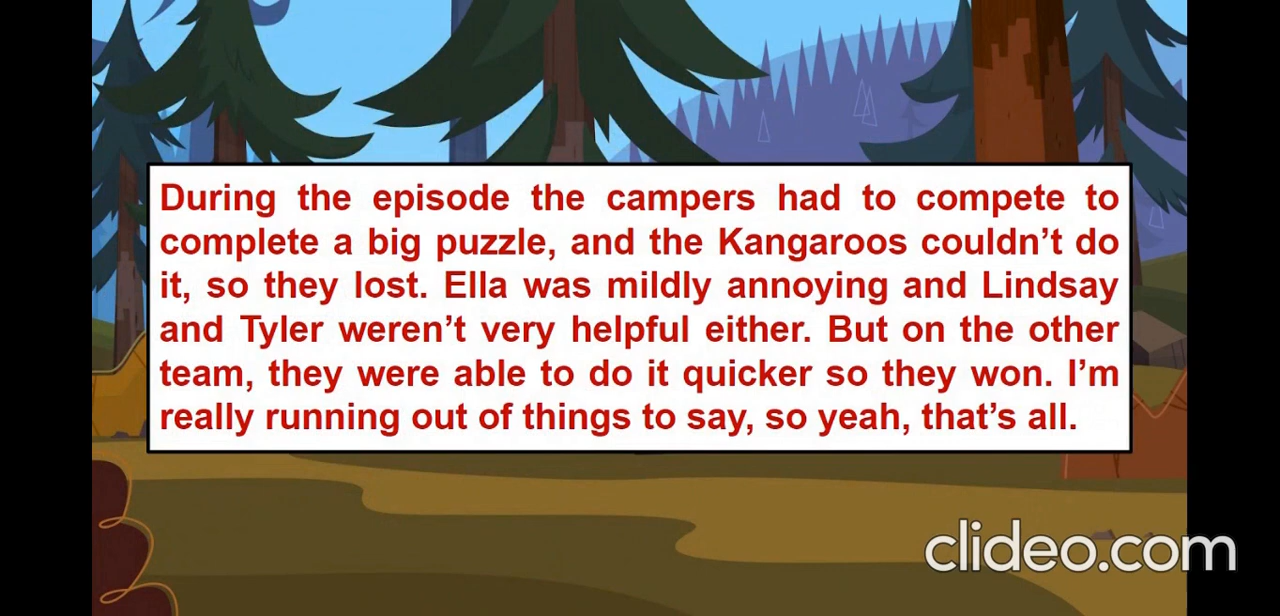 During the episode the campers had to compete to
complete a big puzzle, and the Kangaroos couldn’t do
it, so they lost. Ella was mildly annoying and Lindsay
and Tyler weren’t very helpful either. But on the other
team, they were able to do it quicker so they won. I’m
really running out of things to say, so yeah, that’s all.
clideo.com